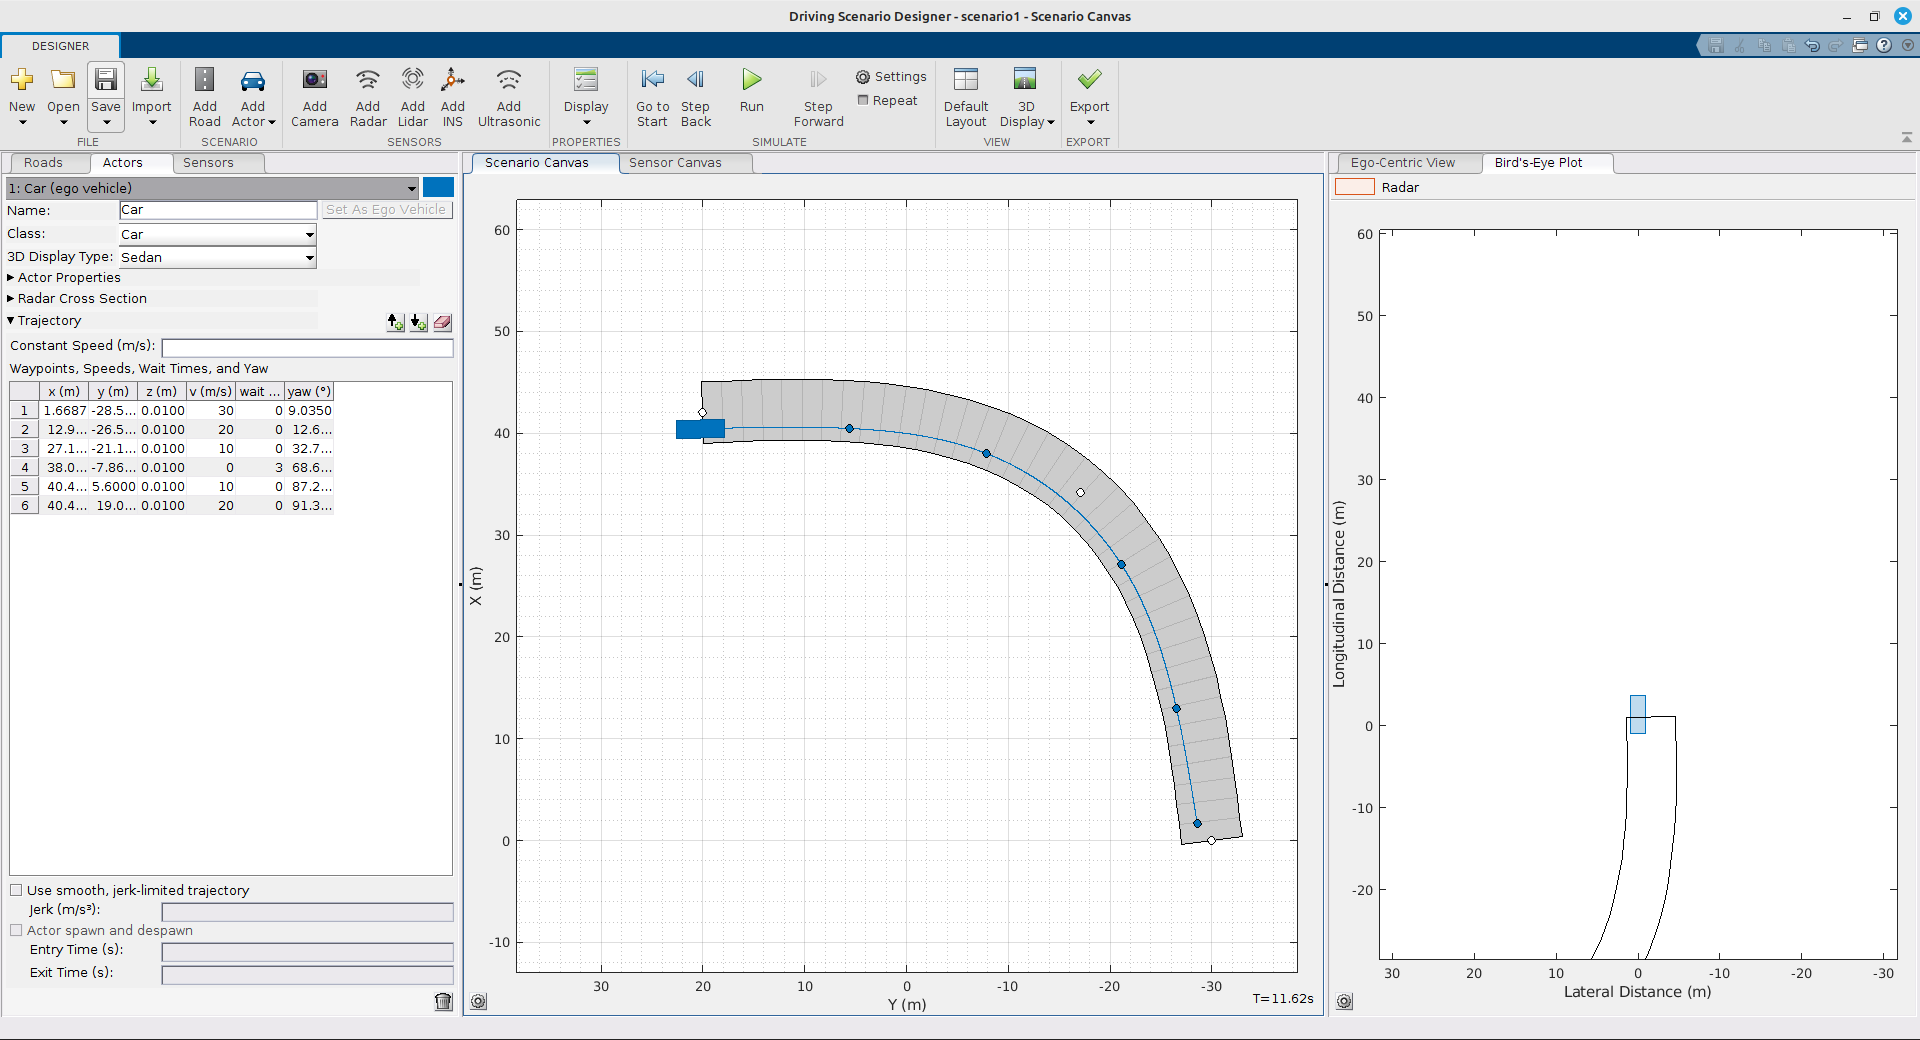 Driving Scenario Designer - scenario1 - Scenario Canvas
DESIGNER
New
Open
Save
Import
Add Road
Add Actor
Add Camera
Add Radar
Add Lidar
Add INS
Add Ultrasonic
Display
Go to Start
Step Back
Run
Step Forward
Settings
Repeat
Default Layout
3D Display
Export
FILE
SCENARIO
SENSORS
PROPERTIES
SIMULATE
VIEW
EXPORT
Roads Actors Sensors
1: Car (ego vehicle)
Name: Car Set As Ego Vehicle
Class: Car
3D Display Type: Sedan
Actor Properties
Radar Cross Section
Trajectory
Constant Speed (m/s):
Waypoints, Speeds, Wait Times, and Yaw
x (m) y (m) z (m) v (m/s) wait ... yaw (°)
1 1.6687 -28.5... 0.0100 30 0 9.0350
2 12.9... -26.5... 0.0100 20 0 12.6...
3 27.1... -21.1... 0.0100 10 0 32.7...
4 38.0... -7.86... 0.0100 0 3 68.6...
5 40.4... 5.6000 0.0100 10 0 87.2...
6 40.4... 19.0... 0.0100 20 0 91.3...
Use smooth, jerk-limited trajectory
Jerk (m/s³):
Actor spawn and despawn
Entry Time (s):
Exit Time (s):
Scenario Canvas Sensor Canvas
60
50
40
30
20
10
0
-10
X (m)
30 20 10 0 -10 -20 -30
Y (m)
T=11.62s
Ego-Centric View Bird's-Eye Plot
Radar
60
50
40
30
20
10
0
-10
-20
Longitudinal Distance (m)
30 20 10 0 -10 -20 -30
Lateral Distance (m)